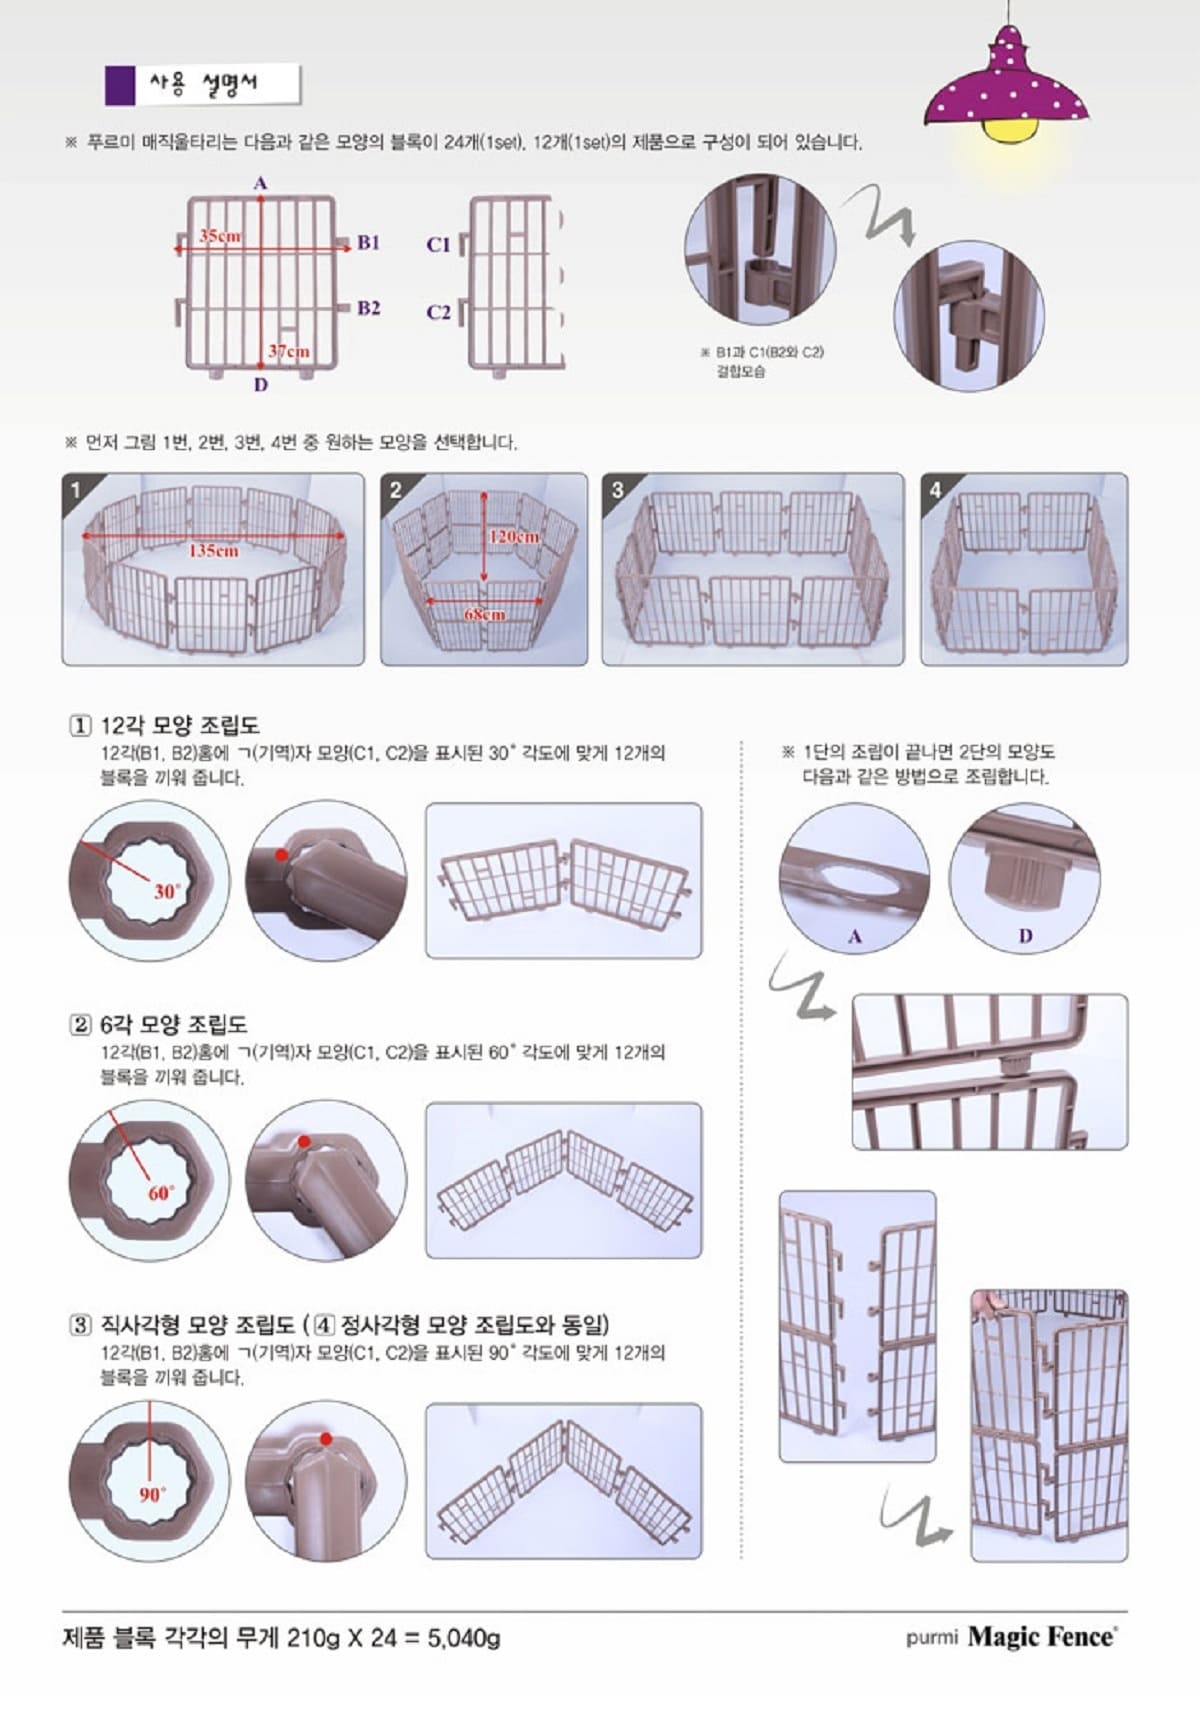 사용 설명서
※ 푸르미 매직울타리는 다음과 같은 모양의 블록이 24개(1set), 12개(1set)의 제품으로 구성이 되어 있습니다.
A
35cm
B1
C1
B2
C2
37cm
D
※ B1과 C1(B2와 C2)
결합모습
※ 먼저 그림 1번, 2번, 3번, 4번 중 원하는 모양을 선택합니다.
1
2
3
4
135cm
120cm
68cm
1 12각 모양 조립도
12각(B1, B2)홈에 ㄱ(기역)자 모양(C1, C2)을 표시된 30° 각도에 맞게 12개의
블록을 끼워 줍니다.
30°
2 6각 모양 조립도
12각(B1, B2)홈에 ㄱ(기역)자 모양(C1, C2)을 표시된 60° 각도에 맞게 12개의
블록을 끼워 줍니다.
60°
3 직사각형 모양 조립도 (4 정사각형 모양 조립도와 동일)
12각(B1, B2)홈에 ㄱ(기역)자 모양(C1, C2)을 표시된 90° 각도에 맞게 12개의
블록을 끼워 줍니다.
90°
※ 1단의 조립이 끝나면 2단의 모양도
다음과 같은 방법으로 조립합니다.
A
D
제품 블록 각각의 무게 210g X 24 = 5,040g
purmi Magic Fence®